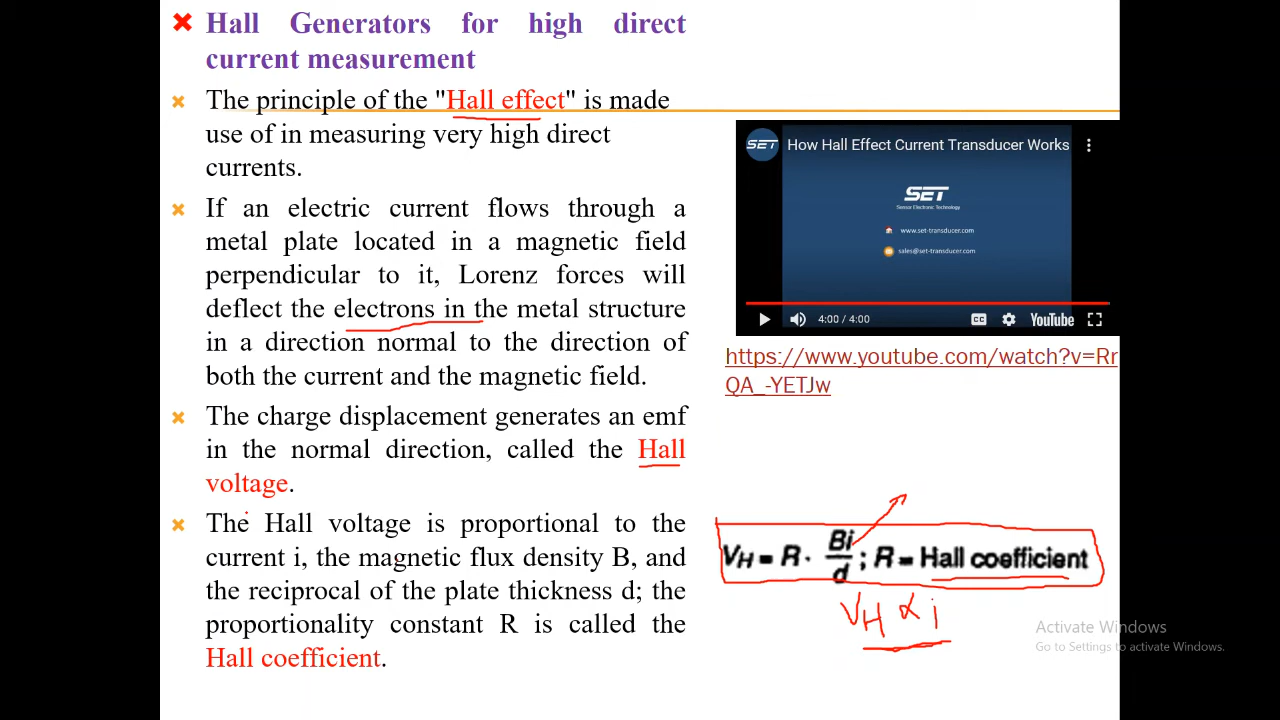 Hall Generators for high direct
current measurement
The principle of the "Hall effect" is made
use of in measuring very high direct
currents.
If an electric current flows through a
metal plate located in a magnetic field
perpendicular to it, Lorenz forces will
deflect the electrons in the metal structure
in a direction normal to the direction of
both the current and the magnetic field.
The charge displacement generates an emf
in the normal direction, called the Hall
voltage.
The Hall voltage is proportional to the
current i, the magnetic flux density B, and
the reciprocal of the plate thickness d; the
proportionality constant R is called the
Hall coefficient.
SET How Hall Effect Current Transducer Works
SET
Sensor Electronic Technology
www.set-transducer.com
sales@set-transducer.com
4:00 / 4:00 CC YouTube
https://www.youtube.com/watch?v=Rr
QA_-YETJw
VH = R · Bi/d ; R = Hall coefficient
VH ∝ i
Activate Windows
Go to Settings to activate Windows.